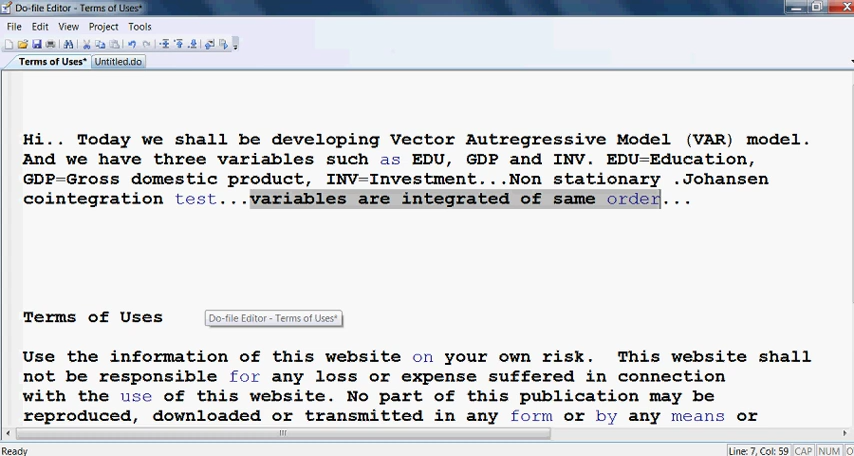 Do-file Editor - Terms of Uses*
File Edit View Project Tools
Terms of Uses* Untitled.do
Hi.. Today we shall be developing Vector Autregressive Model (VAR) model.
And we have three variables such as EDU, GDP and INV. EDU=Education,
GDP=Gross domestic product, INV=Investment...Non stationary .Johansen
cointegration test...variables are integrated of same order...
Terms of Uses
Do-file Editor - Terms of Uses*
Use the information of this website on your own risk. This website shall
not be responsible for any loss or expense suffered in connection
with the use of this website. No part of this publication may be
reproduced, downloaded or transmitted in any form or by any means or
Ready Line: 7, Col: 59 CAP NUM O